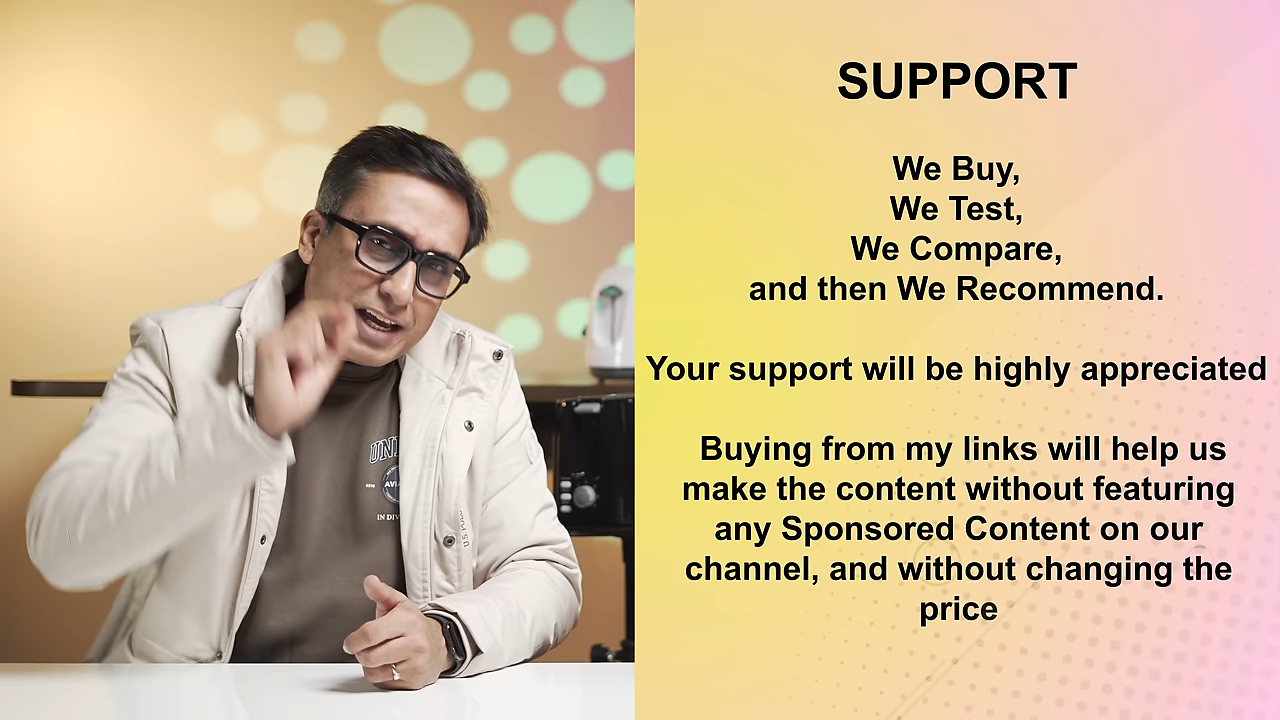 SUPPORT
We Buy,
We Test,
We Compare,
and then We Recommend.
Your support will be highly appreciated
Buying from my links will help us
make the content without featuring
any Sponsored Content on our
channel, and without changing the
price
IN DIV